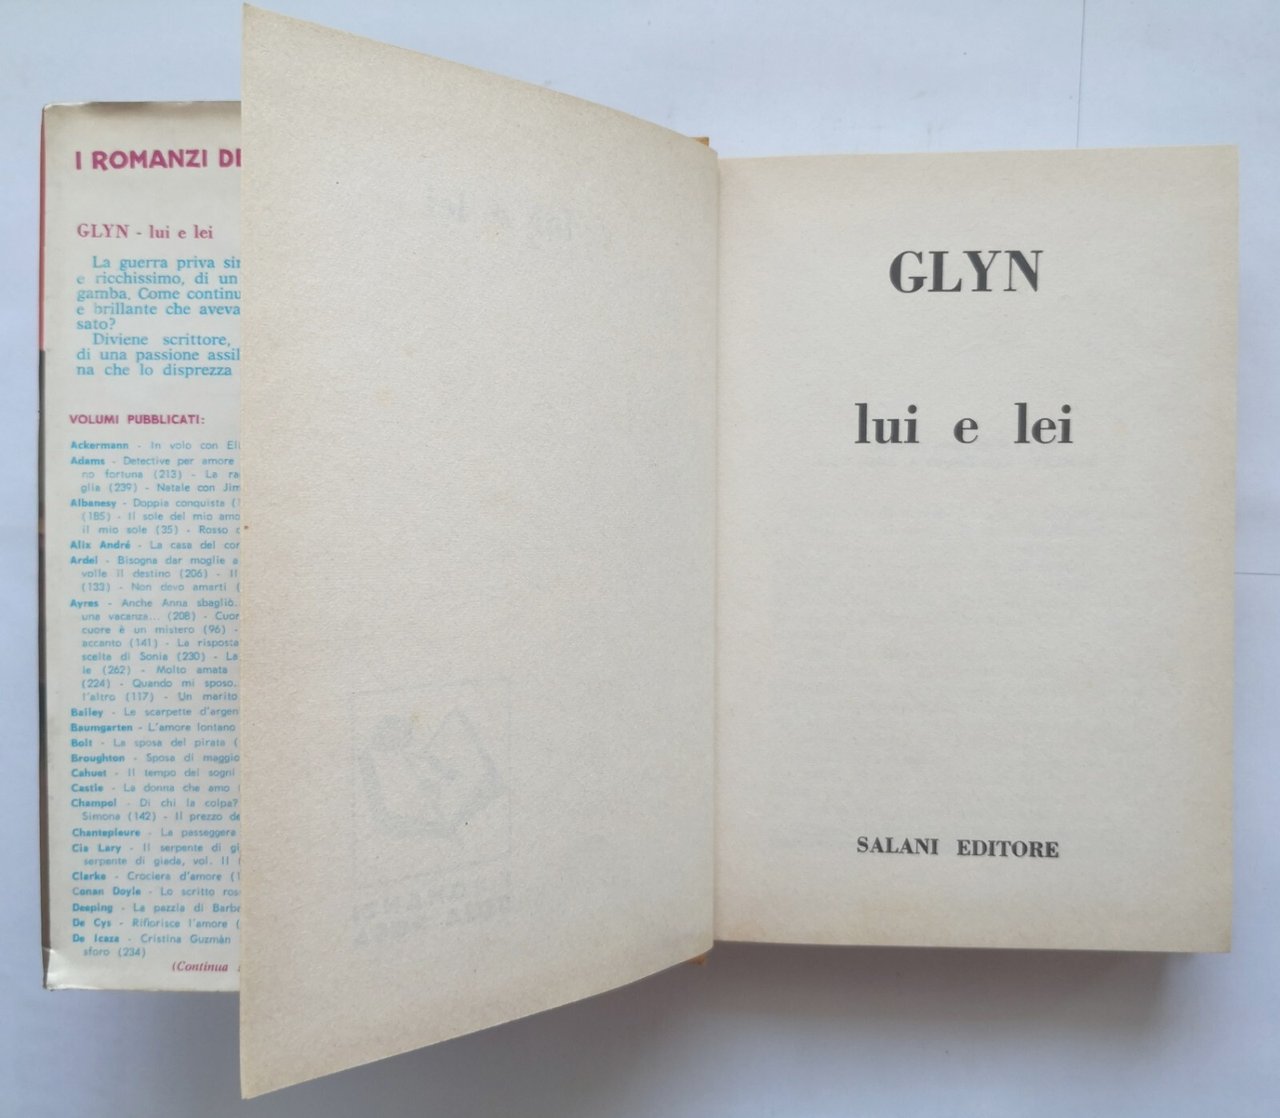 I ROMANZI DE
GLYN - lui e lei
La guerra priva sir
e ricchissimo, di un
gamba. Come continu
e brillante che aveva
sato?
Diviene scrittore,
di una passione assil
na che lo disprezza
VOLUMI PUBBLICATI:
Ackermann - In volo con Eli
Adams - Detective per amore
no fortuna (213) - La ra
glia (239) - Natale con Jim
Albanesy - Doppia conquista (
(185) - Il sole del mio amo
il mio sole (35) - Rosso
Alix André - La casa del cor
Ardel - Bisogna dar moglie a
volle il destino (206) - Il
(133) - Non devo amarti (
Ayres - Anche Anna sbagliò.
una vacanza... (208) - Cuor
cuore è un mistero (96) -
accanto (141) - La risposta
scelta di Sonia (230) - La
le (262) - Molto amata
(224) - Quando mi sposo.
l'altro (117) - Un marito
Bailey - Le scarpette d'argen
Baumgarten - L'amore lontano
Bolt - La sposa del pirata (
Broughton - Sposa di maggio
Cahuet - Il tempo dei sogni
Castle - La donna che amo
Champol - Di chi la colpa?
Simona (142) - Il prezzo de
Chantepleure - La passeggera
Cia Lary - Il serpente di gi
serpente di giada, vol. II
Clarke - Crociera d'amore (1
Conan Doyle - Lo scritto ros
Deeping - La pazzia di Barba
De Cys - Rifiorisce l'amore (
De Icaza - Cristina Guzmàn
sforo (234)
(Continua
GLYN
lui e lei
SALANI EDITORE